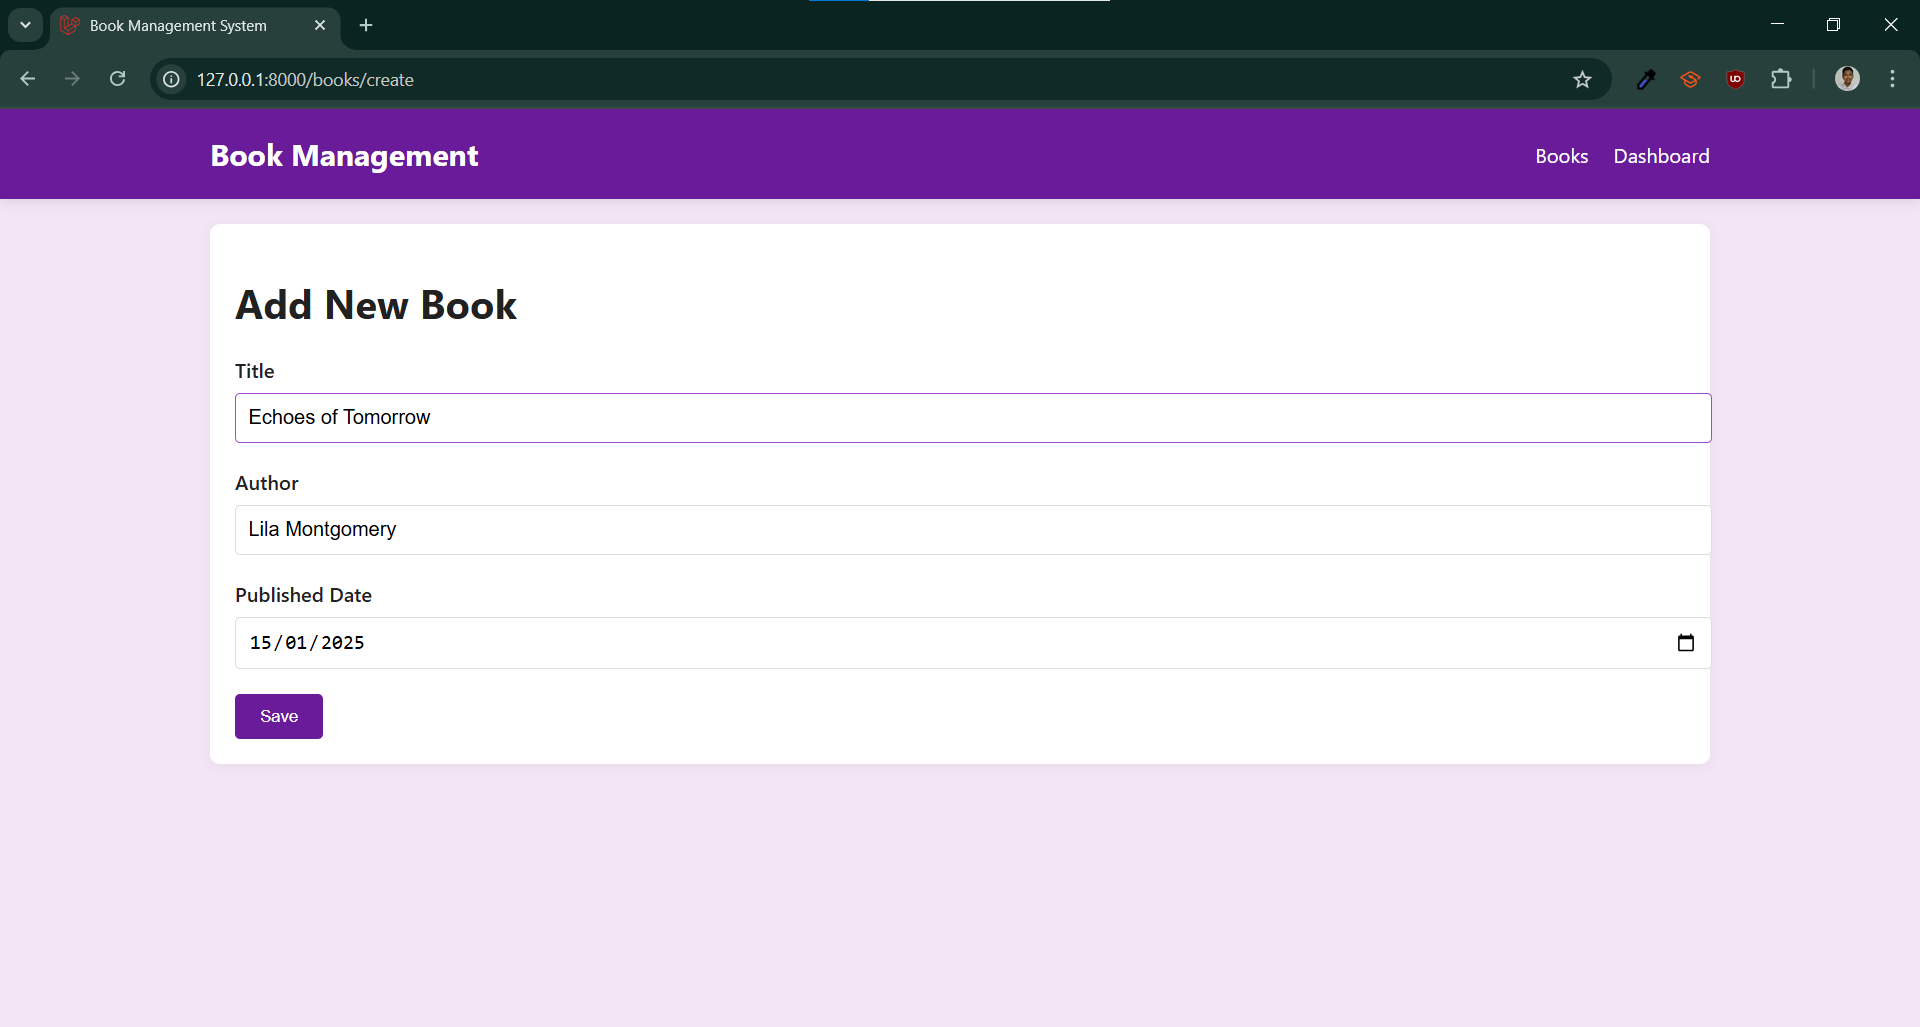 Book Management System
127.0.0.1:8000/books/create
Book Management
Books
Dashboard
Add New Book
Title
Echoes of Tomorrow
Author
Lila Montgomery
Published Date
15/01/2025
Save